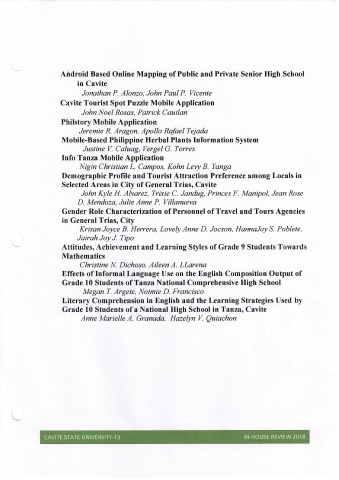 Android Based Online Mapping of Public and Private Senior High School
in Cavite
Jonathan P. Alonzo, John Paul P. Vicente
Cavite Tourist Spot Puzzle Mobile Application
John Noel Rosas, Patrick Cautlan
Philstory Mobile Application
Jeremie R. Aragon, Apollo Rafael Tejada
Mobile-Based Philippine Herbal Plants Information System
Justine V. Caluag, Vergel G. Torres
Info Tanza Mobile Application
Nigin Christian L. Campos, Kohn Levy B. Yanga
Demographic Profile and Tourist Attraction Preference among Locals in
Selected Areas in City of General Trias, Cavite
John Kyle H. Alvarez, Trixie C. Jandug, Princes F. Manipol, Jean Rose
D. Mendoza, Julie Anne P. Villanueva
Gender Role Characterization of Personnel of Travel and Tours Agencies
in General Trias, City
Krisan Joyce B. Herrera, Lovely Anne D. Jocson, HannaJoy S. Poblete,
Jairah Joy J. Tipo
Attitudes, Achievement and Learning Styles of Grade 9 Students Towards
Mathematics
Christine N. Dichoso, Aileen A. LLarena
Effects of Informal Language Use on the English Composition Output of
Grade 10 Students of Tanza National Comprehensive High School
Megan T. Argete, Noimie D. Francisco
Literary Comprehension in English and the Learning Strategies Used by
Grade 10 Students of a National High School in Tanza, Cavite
Anne Marielle A. Granada, Hazelyn V. Quiachon
CAVITE STATE UNIVERSITY-T3 IN-HOUSE REVIEW 2018